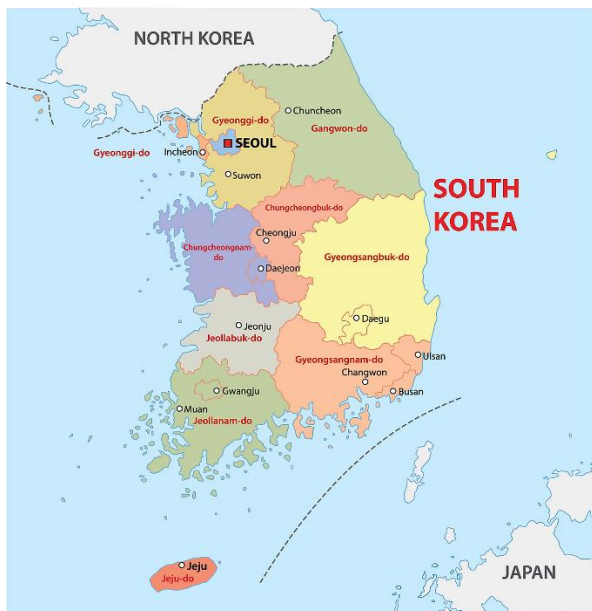 NORTH KOREA
Chuncheon
Gyeonggi-do
Gangwon-do
SEOUL
Incheon
Gyeonggi-do
Suwon
SOUTH
KOREA
Chungcheongbuk-do
Cheongju
Chungcheongnam-
do
Gyeongsangbuk-do
Daejeon
Daegu
Jeonju
Jeollabuk-do
Ulsan
Gyeongsangnam-do
Changwon
Gwangju
Busan
Muan
Jeollanam-do
Jeju
Jeju-do
JAPAN